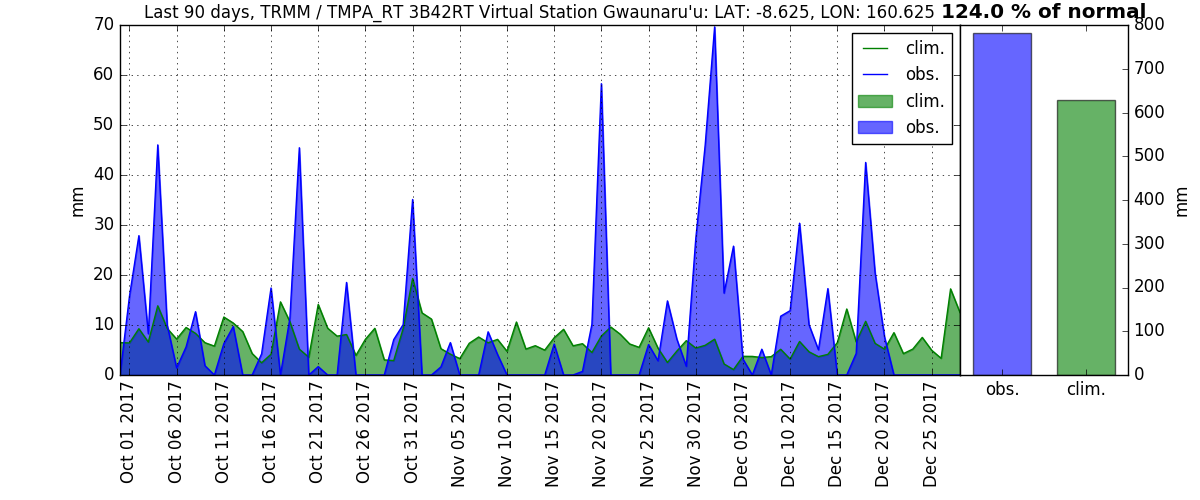 Last 90 days, TRMM / TMPA_RT 3B42RT Virtual Station Gwaunaru'u: LAT: -8.625, LON: 160.625 124.0 % of normal
70
60
50
40
30
20
10
0
mm
clim.
obs.
clim.
obs.
Oct 01 2017
Oct 06 2017
Oct 11 2017
Oct 16 2017
Oct 21 2017
Oct 26 2017
Oct 31 2017
Nov 05 2017
Nov 10 2017
Nov 15 2017
Nov 20 2017
Nov 25 2017
Nov 30 2017
Dec 05 2017
Dec 10 2017
Dec 15 2017
Dec 20 2017
Dec 25 2017
800
700
600
500
400
300
200
100
0
mm
obs.
clim.